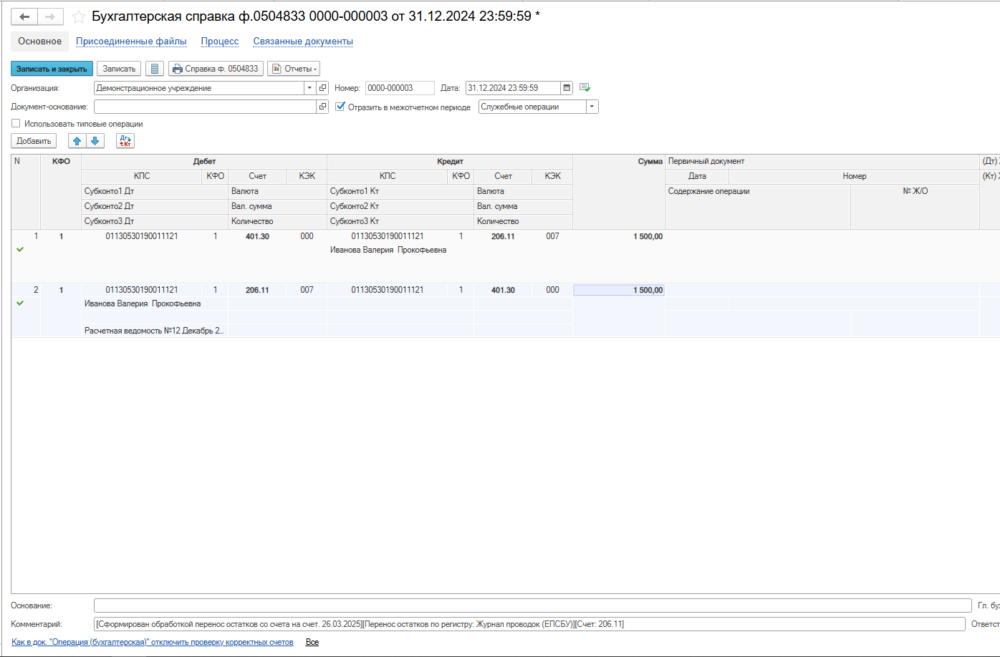 Бухгалтерская справка ф.0504833 0000-000003 от 31.12.2024 23:59:59 *
Основное Присоединенные файлы Процесс Связанные документы
Записать и закрыть Записать Справка ф. 0504833 Отчеты
Организация: Демонстрационное учреждение Номер: 0000-000003 Дата: 31.12.2024 23:59:59
Документ-основание: Отразить в межотчетном периоде Служебные операции
Использовать типовые операции
Добавить Дт Кт
N КФО Дебет Кредит Сумма Первичный документ (Дт)
КПС КФО Счет КЭК КПС КФО Счет КЭК Дата Номер (Кт)
Субконто1 Дт Валюта Субконто1 Кт Валюта Содержание операции № Ж/О
Субконто2 Дт Вал. сумма Субконто2 Кт Вал. сумма
Субконто3 Дт Количество Субконто3 Кт Количество
1 1 01130530190011121 1 401.30 000 01130530190011121 1 206.11 007 1 500,00
Иванова Валерия Прокофьевна
2 1 01130530190011121 1 206.11 007 01130530190011121 1 401.30 000 1 500,00
Иванова Валерия Прокофьевна
Расчетная ведомость №12 Декабрь 2...
Основание: Гл. бух
Комментарий: [Сформирован обработкой перенос остатков со счета на счет. 26.03.2025][Перенос остатков по регистру: Журнал проводок (ЕПСБУ)][Счет: 206.11] Ответст
Как в док. "Операция (бухгалтерская)" отключить проверку корректных счетов Все